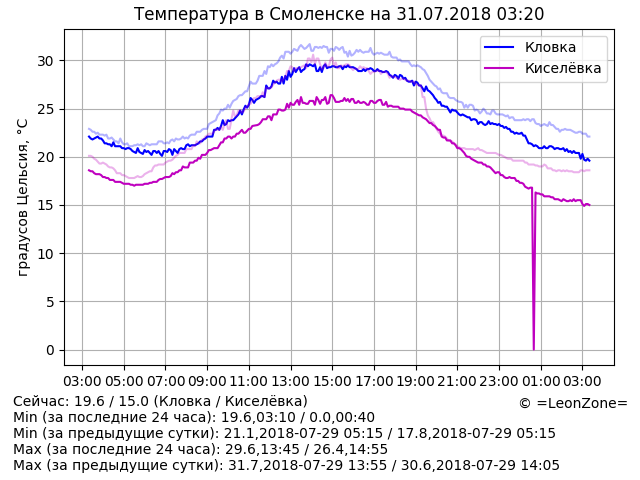 Температура в Смоленске на 31.07.2018 03:20
Кловка
Киселёвка
градусов Цельсия, °C
30
25
20
15
10
5
0
03:00 05:00 07:00 09:00 11:00 13:00 15:00 17:00 19:00 21:00 23:00 01:00 03:00
Сейчас: 19.6 / 15.0 (Кловка / Киселёвка)
© =LeonZone=
Min (за последние 24 часа): 19.6,03:10 / 0.0,00:40
Min (за предыдущие сутки): 21.1,2018-07-29 05:15 / 17.8,2018-07-29 05:15
Max (за последние 24 часа): 29.6,13:45 / 26.4,14:55
Max (за предыдущие сутки): 31.7,2018-07-29 13:55 / 30.6,2018-07-29 14:05